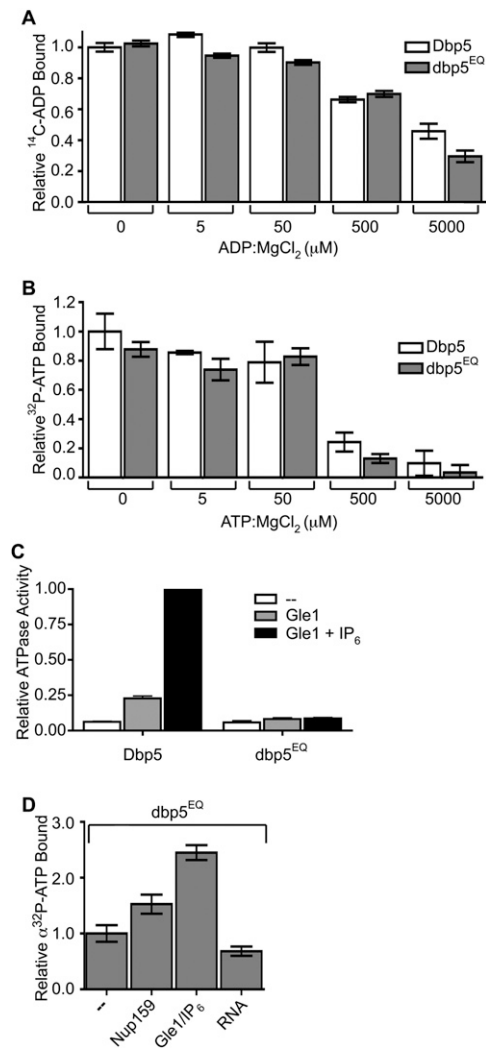 A
Relative ¹⁴C-ADP Bound
1.0
0.8
0.6
0.4
0.2
0.0
Dbp5
dbp5ᴱQ
0 5 50 500 5000
ADP:MgCl₂ (µM)
B
Relative³²P-ATP Bound
1.2
1.0
0.8
0.6
0.4
0.2
0.0
Dbp5
dbp5ᴱQ
0 5 50 500 5000
ATP:MgCl₂ (µM)
C
Relative ATPase Activity
1.00
0.75
0.50
0.25
0.00
--
Gle1
Gle1 + IP₆
Dbp5 dbp5ᴱQ
D
dbp5ᴱQ
Relative α³²P-ATP Bound
3.0
2.0
1.0
0.0
--
Nup159
Gle1/IP₆
RNA